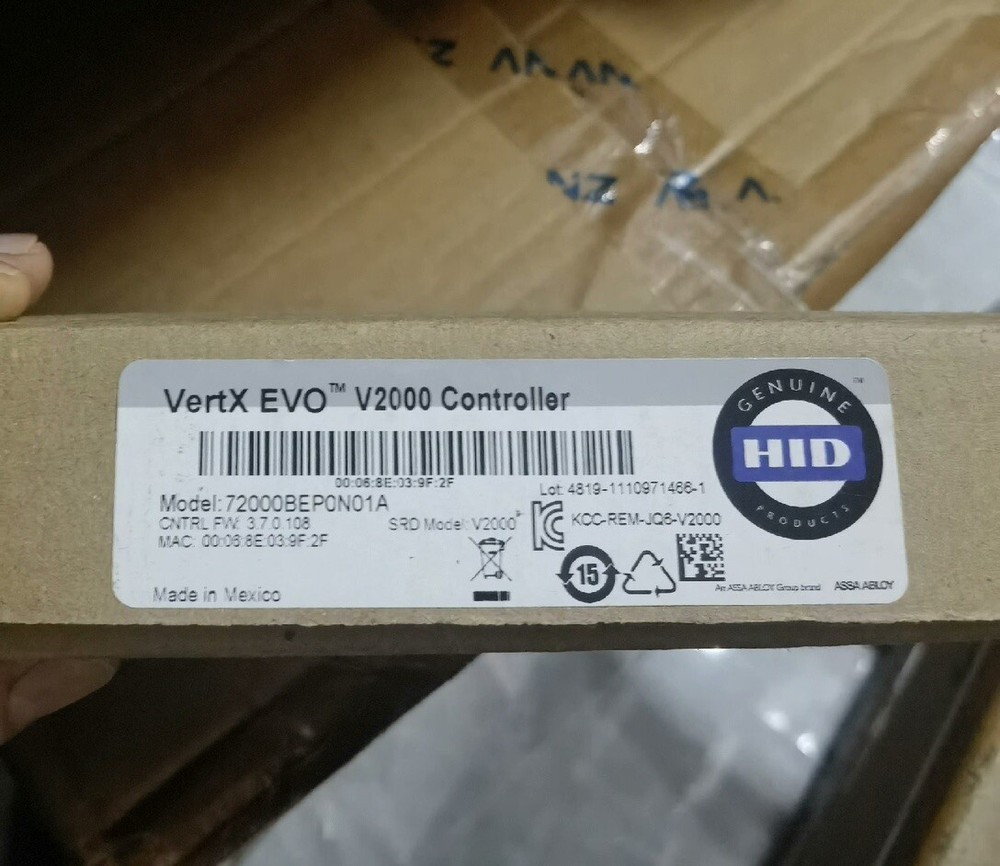 VertX EVO™ V2000 Controller
00:06:8E:03:9F:2F
Lot: 4819-1110971466-1
Model: 72000BEP0N01A
CNTRL FW: 3.7.0.108
SRD Model: V2000
KCC-REM-JQ6-V2000
MAC: 00:06:8E:03:9F:2F
15
Made in Mexico
An ASSA ABLOY Group brand
ASSA ABLOY
GENUINE
™
HID
PRODUCTS